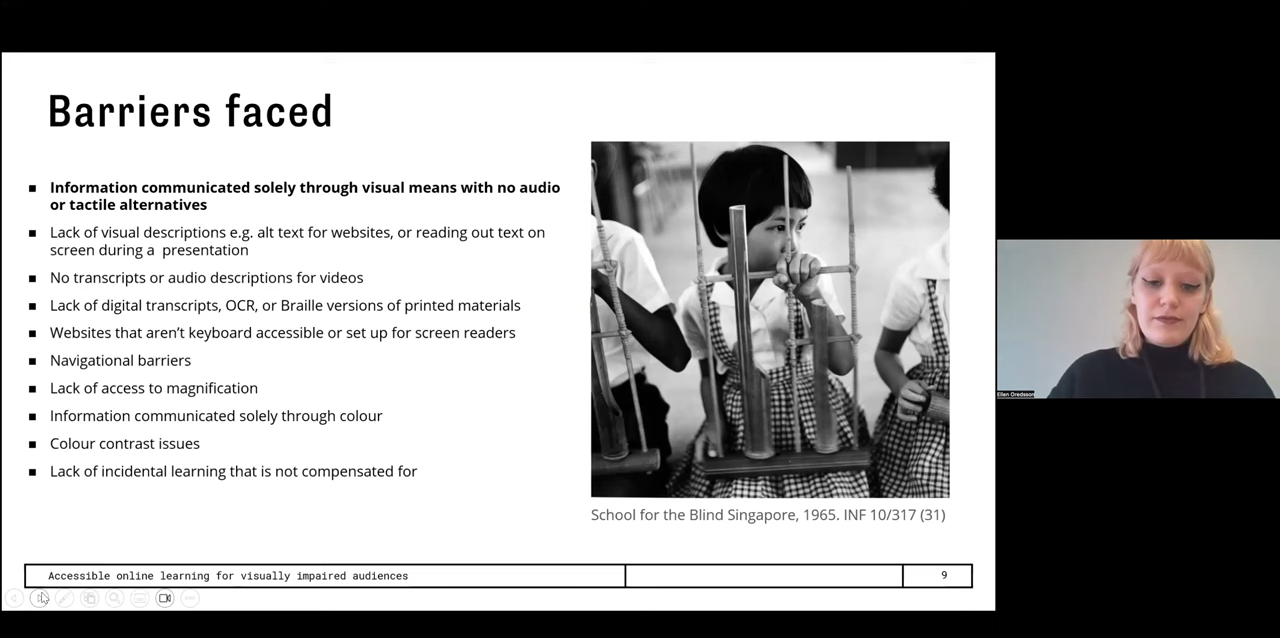 Barriers faced
▪ Information communicated solely through visual means with no audio
or tactile alternatives
▪ Lack of visual descriptions e.g. alt text for websites, or reading out text on
screen during a presentation
▪ No transcripts or audio descriptions for videos
▪ Lack of digital transcripts, OCR, or Braille versions of printed materials
▪ Websites that aren’t keyboard accessible or set up for screen readers
▪ Navigational barriers
▪ Lack of access to magnification
▪ Information communicated solely through colour
▪ Colour contrast issues
▪ Lack of incidental learning that is not compensated for
School for the Blind Singapore, 1965. INF 10/317 (31)
Accessible online learning for visually impaired audiences
9
Ellen Oredsson